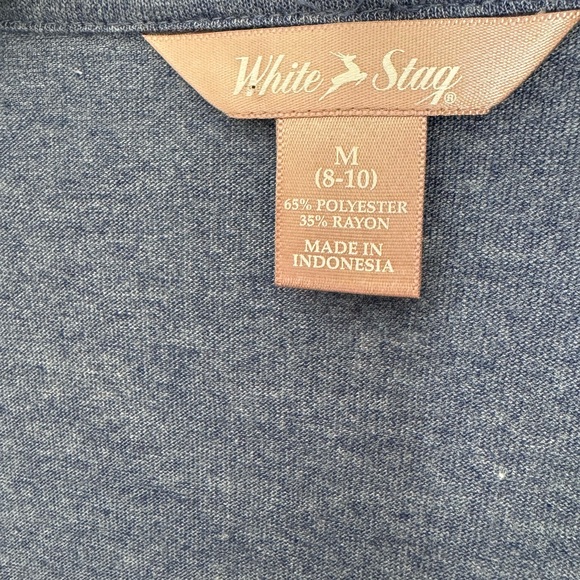 White Stag®
M
(8-10)
65% POLYESTER
35% RAYON
MADE IN
INDONESIA